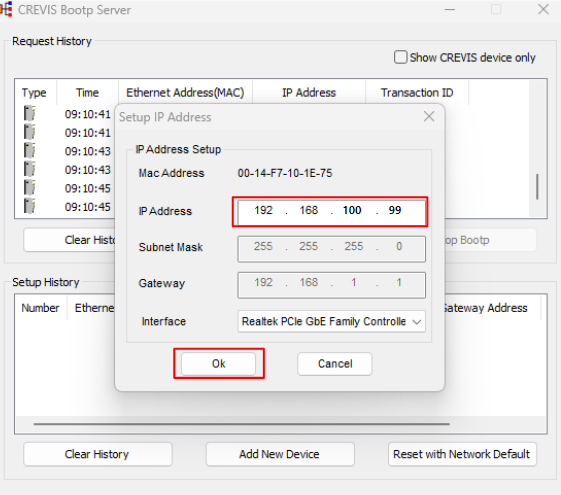 CREVIS Bootp Server
Request History
Show CREVIS device only
Type Time Ethernet Address(MAC) IP Address Transaction ID
09:10:41
09:10:41
09:10:43
09:10:43
09:10:45
09:10:45
Setup IP Address
IP Address Setup
Mac Address 00-14-F7-10-1E-75
IP Address 192 . 168 . 100 . 99
Subnet Mask 255 . 255 . 255 . 0
Gateway 192 . 168 . 1 . 1
Interface Realtek PCIe GbE Family Controlle
Ok Cancel
Clear Histo
op Bootp
Setup History
Number Etherne
Gateway Address
Clear History Add New Device Reset with Network Default